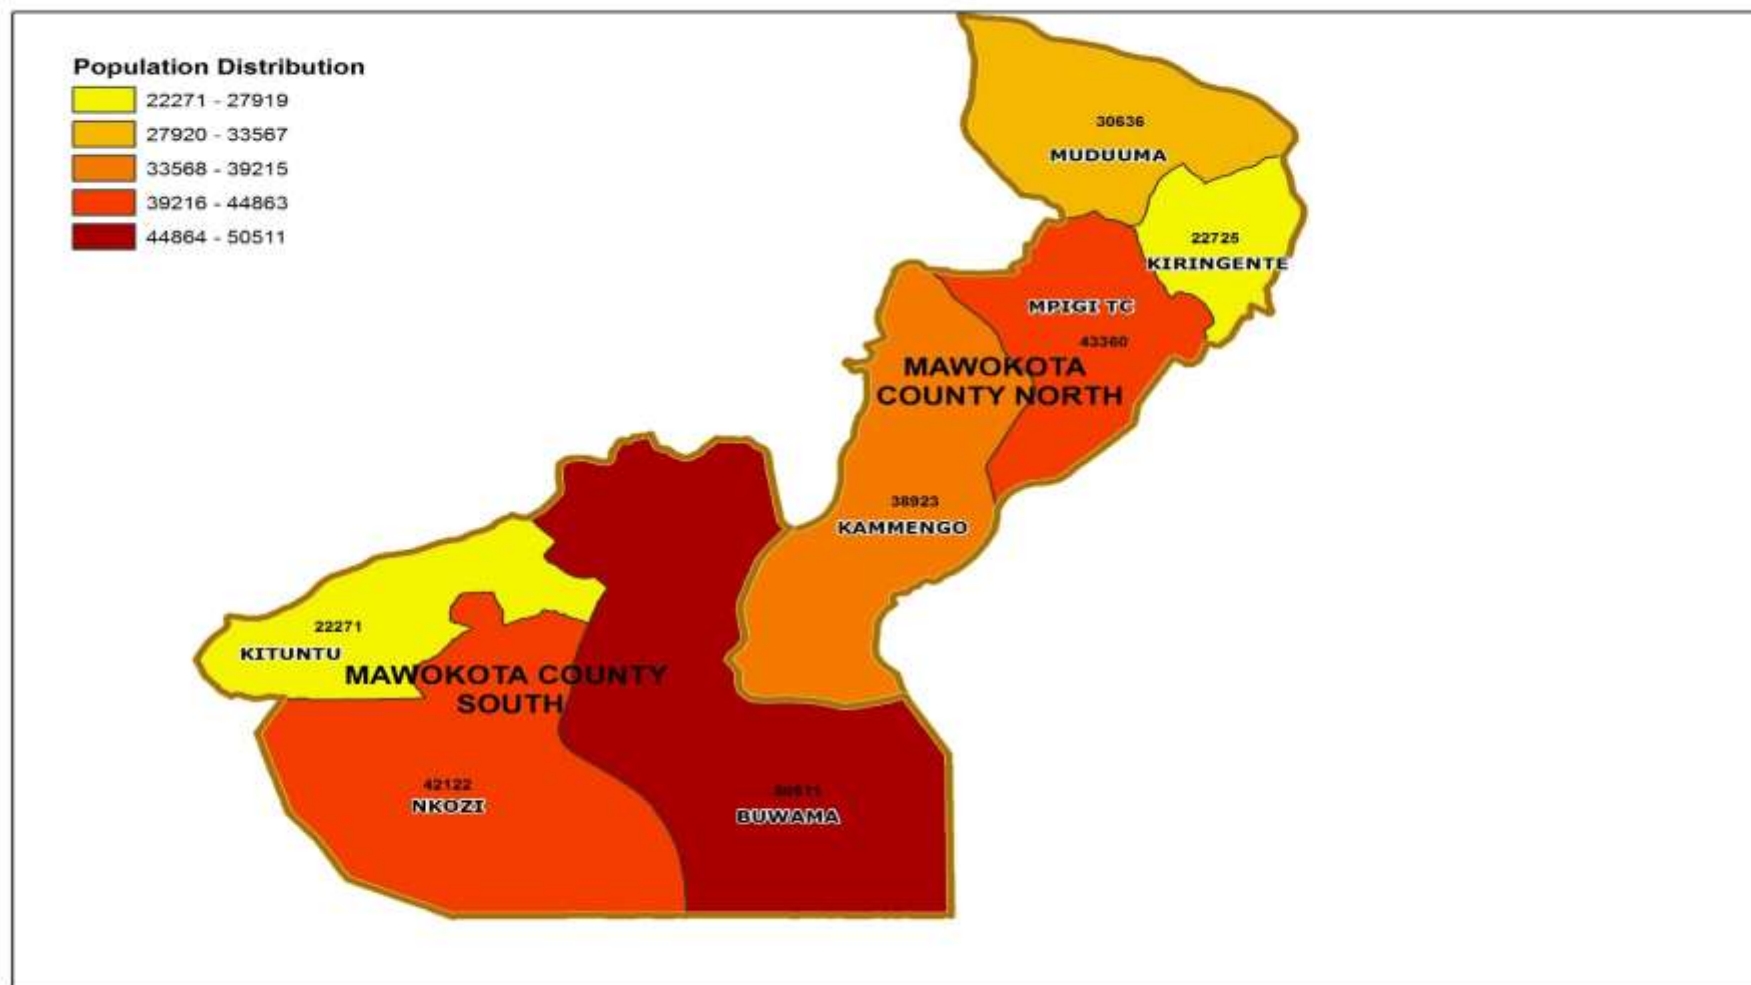 Population Distribution
22271 - 27919
27920 - 33567
33568 - 39215
39216 - 44863
44864 - 50511
30636
MUDUUMA
22725
KIRINGENTE
MPIGI TC
43360
MAWOKOTA
COUNTY NORTH
38923
KAMMENGO
22271
KITUNTU
MAWOKOTA COUNTY
SOUTH
42122
NKOZI
50511
BUWAMA